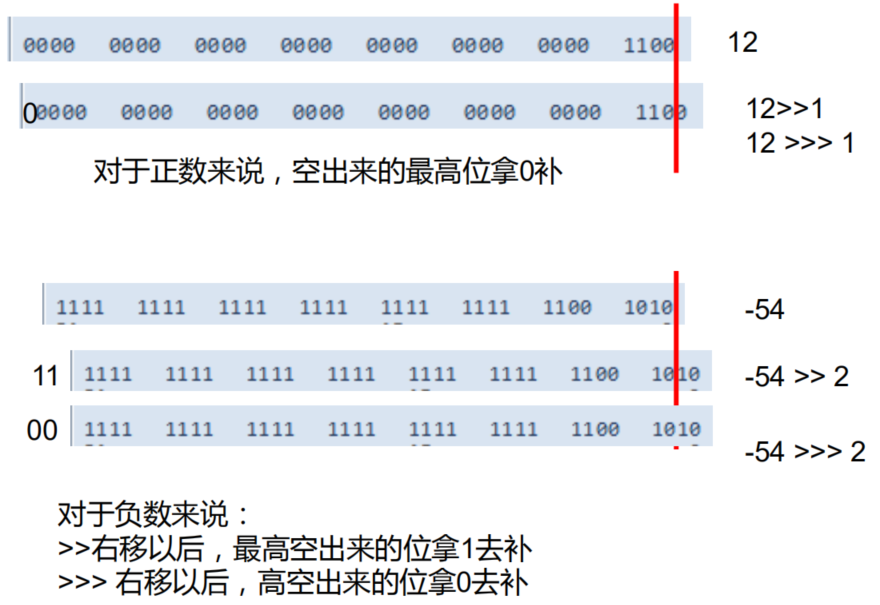 0000 0000 0000 0000 0000 0000 0000 1100 12
00000 0000 0000 0000 0000 0000 0000 1100 12>>1
12 >>> 1
对于正数来说，空出来的最高位拿0补
1111 1111 1111 1111 1111 1111 1100 1010 -54
11 1111 1111 1111 1111 1111 1111 1100 1010 -54 >> 2
00 1111 1111 1111 1111 1111 1111 1100 1010
-54 >>> 2
对于负数来说：
>>右移以后，最高空出来的位拿1去补
>>> 右移以后，高空出来的位拿0去补